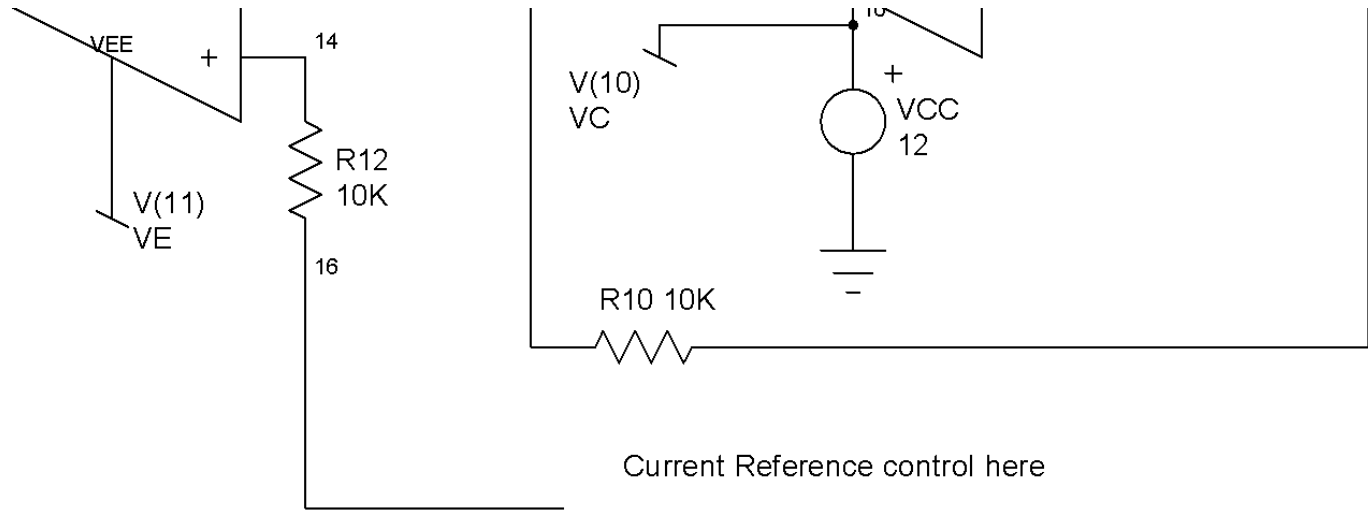 VEE
+
14
R12
10K
V(11)
VE
16
V(10)
VC
+
VCC
12
R10 10K
Current Reference control here